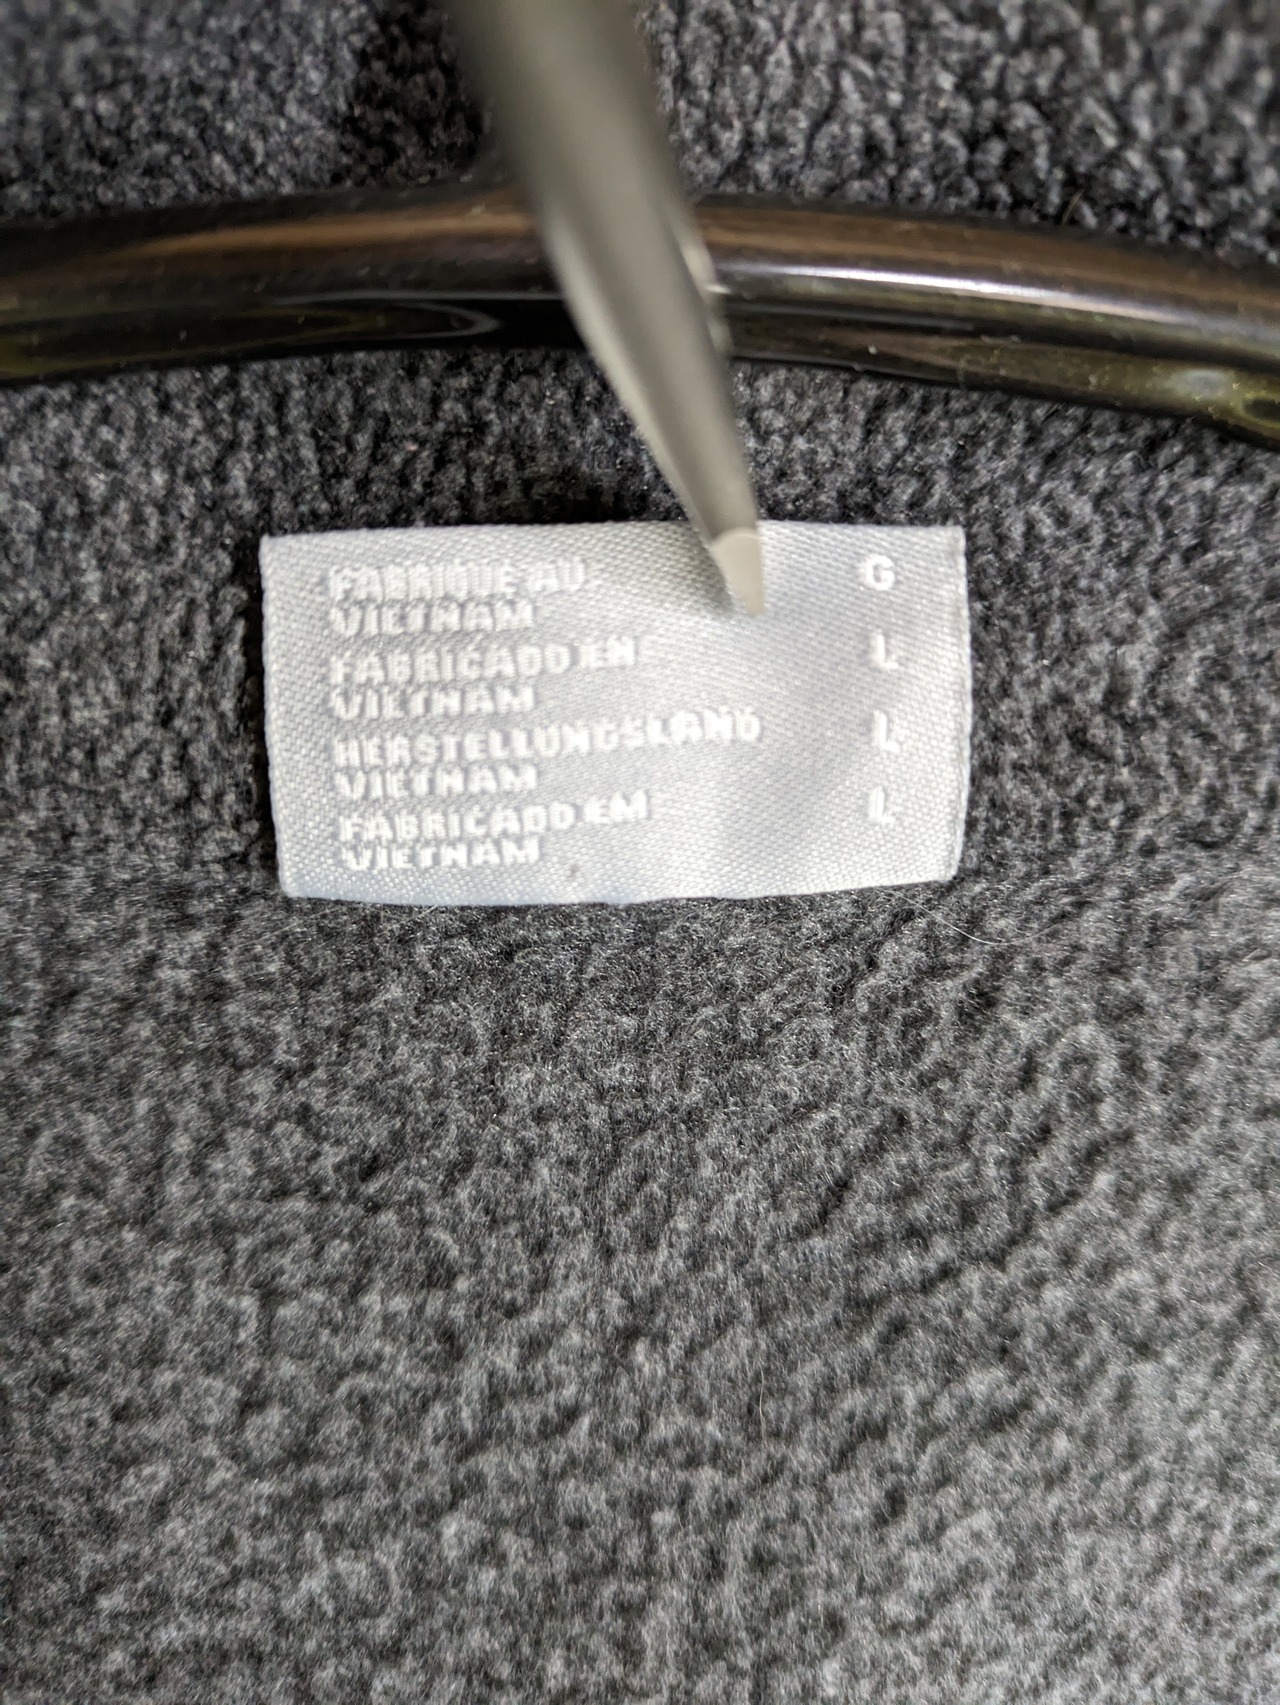 FABRIQUE AU G
VIETNAM
FABRICADO EN L
VIETNAM
HERSTELLUNGSLAND L
VIETNAM
FABRICADO EM L
VIETNAM